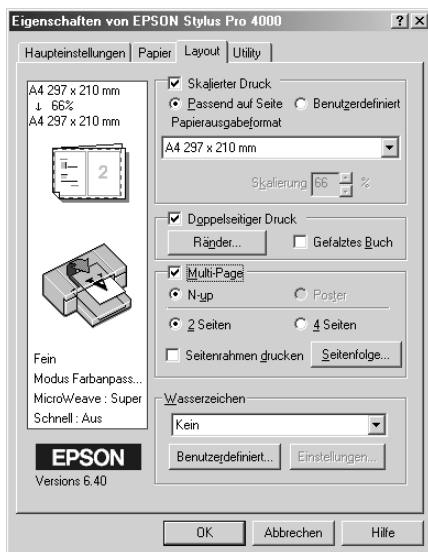 Eigenschaften von EPSON Stylus Pro 4000
Haupteinstellungen Papier Layout Utility
A4 297 x 210 mm
↓ 66%
A4 297 x 210 mm
2
Fein
Modus Farbanpass...
MicroWeave : Super
Schnell : Aus
EPSON
Versions 6.40
Skalierter Druck
Passend auf Seite Benutzerdefiniert
Papierausgabeformat
A4 297 x 210 mm
Skalierung 66 %
Doppelseitiger Druck
Ränder... Gefalztes Buch
Multi-Page
N-up Poster
2 Seiten 4 Seiten
Seitenrahmen drucken Seitenfolge...
Wasserzeichen
Kein
Benutzerdefiniert... Einstellungen...
OK Abbrechen Hilfe